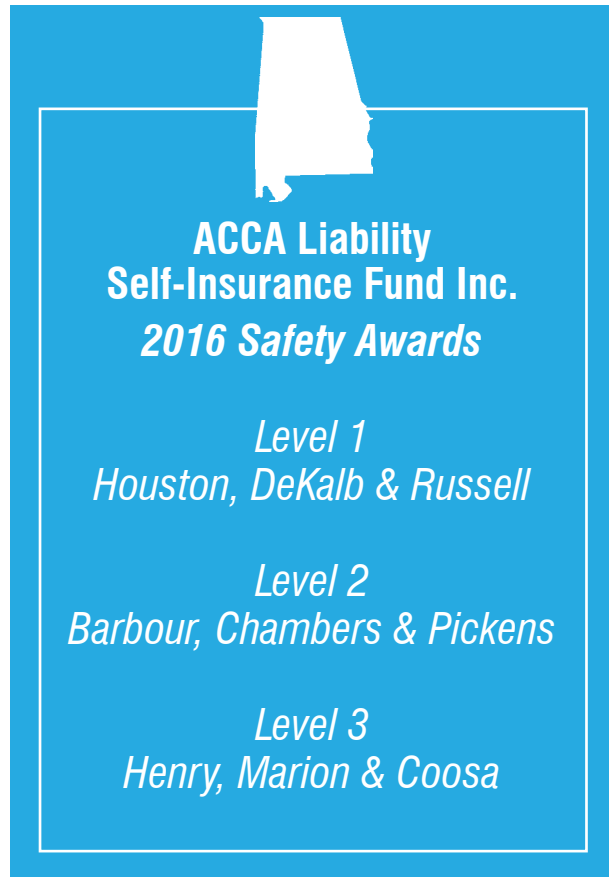 ACCA Liability
Self-Insurance Fund Inc.
2016 Safety Awards
Level 1
Houston, DeKalb & Russell
Level 2
Barbour, Chambers & Pickens
Level 3
Henry, Marion & Coosa